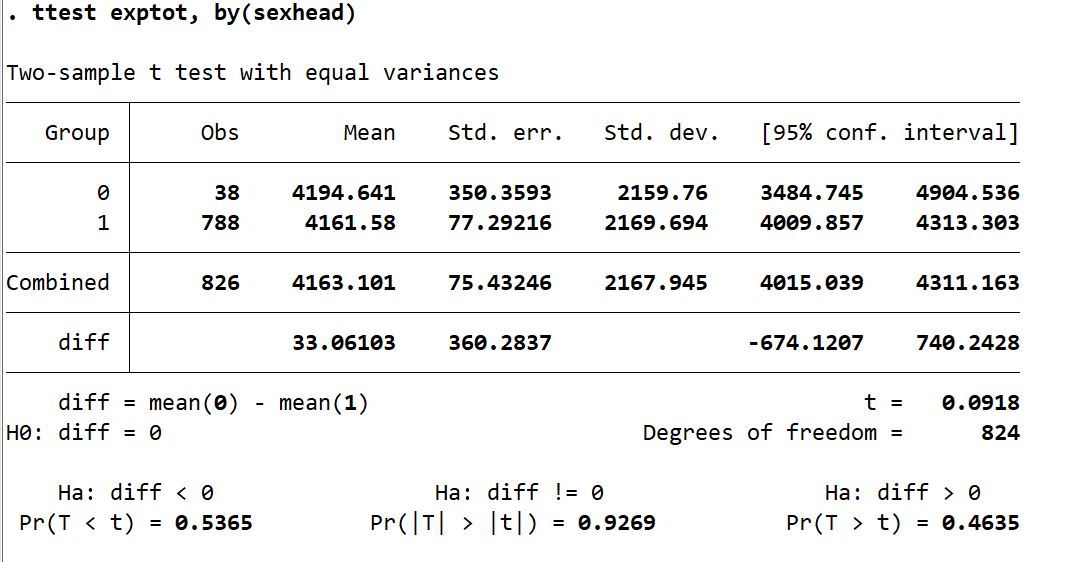 . ttest exptot, by(sexhead)
Two-sample t test with equal variances
Group Obs Mean Std. err. Std. dev. [95% conf. interval]
0 38 4194.641 350.3593 2159.76 3484.745 4904.536
1 788 4161.58 77.29216 2169.694 4009.857 4313.303
Combined 826 4163.101 75.43246 2167.945 4015.039 4311.163
diff 33.06103 360.2837 -674.1207 740.2428
diff = mean(0) - mean(1) t = 0.0918
H0: diff = 0 Degrees of freedom = 824
Ha: diff < 0 Ha: diff != 0 Ha: diff > 0
Pr(T < t) = 0.5365 Pr(|T| > |t|) = 0.9269 Pr(T > t) = 0.4635